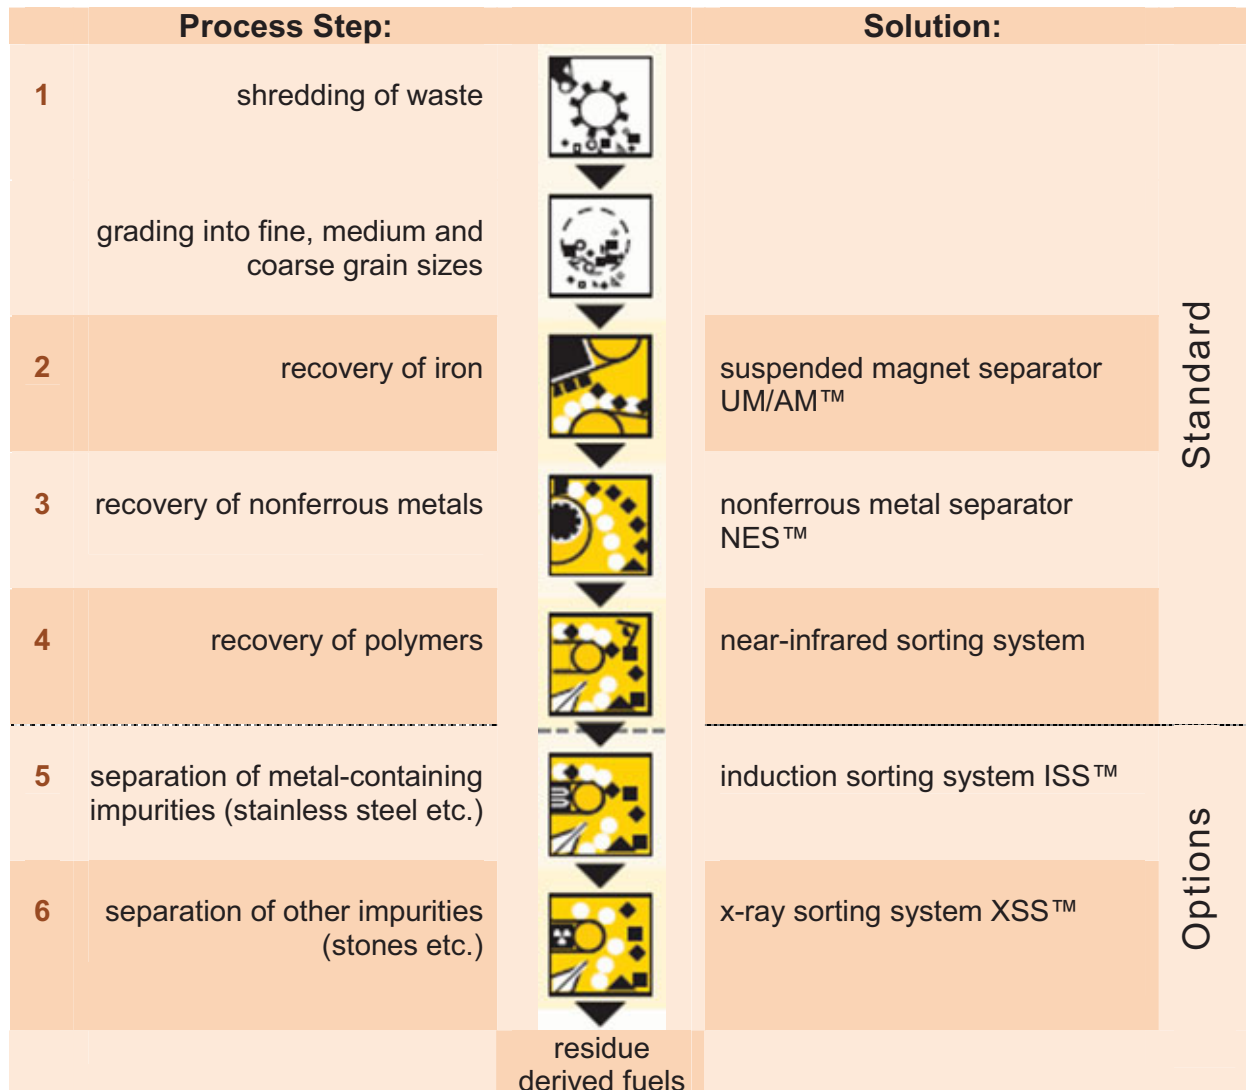 Process Step:
Solution:
1
shredding of waste
grading into fine, medium and
coarse grain sizes
2
recovery of iron
suspended magnet separator
UM/AM™
3
recovery of nonferrous metals
nonferrous metal separator
NES™
4
recovery of polymers
near-infrared sorting system
Standard
5
separation of metal-containing
impurities (stainless steel etc.)
induction sorting system ISS™
6
separation of other impurities
(stones etc.)
x-ray sorting system XSS™
Options
residue
derived fuels